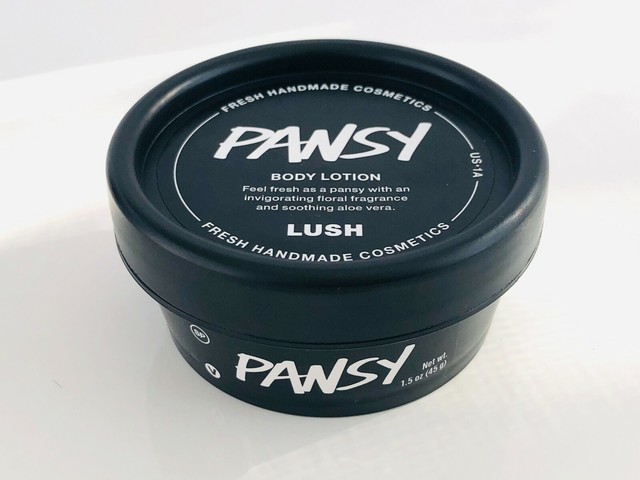 FRESH HANDMADE COSMETICS
PANSY
US·1A
BODY LOTION
Feel fresh as a pansy with an
invigorating floral fragrance
and soothing aloe vera.
LUSH
FRESH HANDMADE COSMETICS
SP
V
PANSY
Net wt.
1.5 oz (45 g)